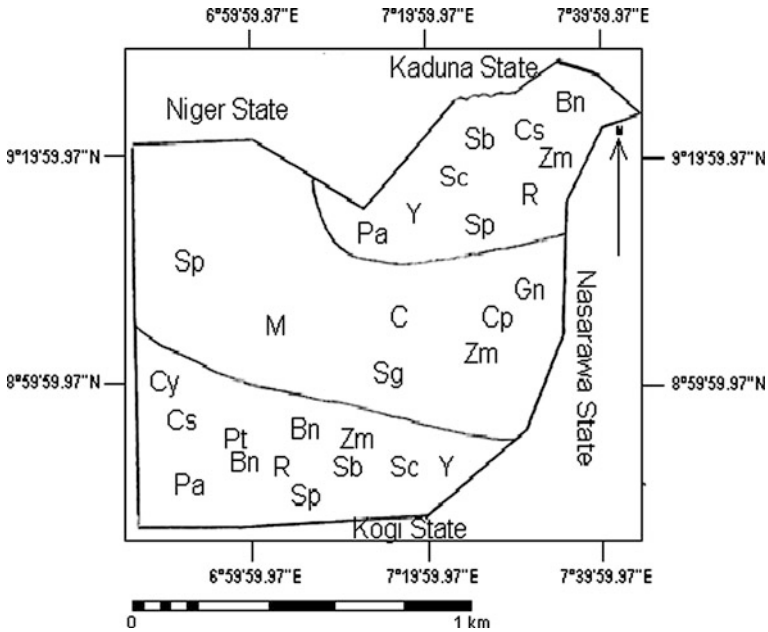 6°59'59.97"E 7°19'59.97"E 7°39'59.97"E
Kaduna State
Niger State
Bn
Sb Cs
9°19'59.97"N Zm 9°19'59.97"N
Sc
R
Y
Pa Sp
Sp
Gn
M C Cp
Zm
Nasarawa State
Sg
8°59'59.97"N Cy 8°59'59.97"N
Cs
Pt Bn Zm
Bn R Sb Sc Y
Pa Sp
Kogi State
6°59'59.97"E 7°19'59.97"E 7°39'59.97"E
0 1 km